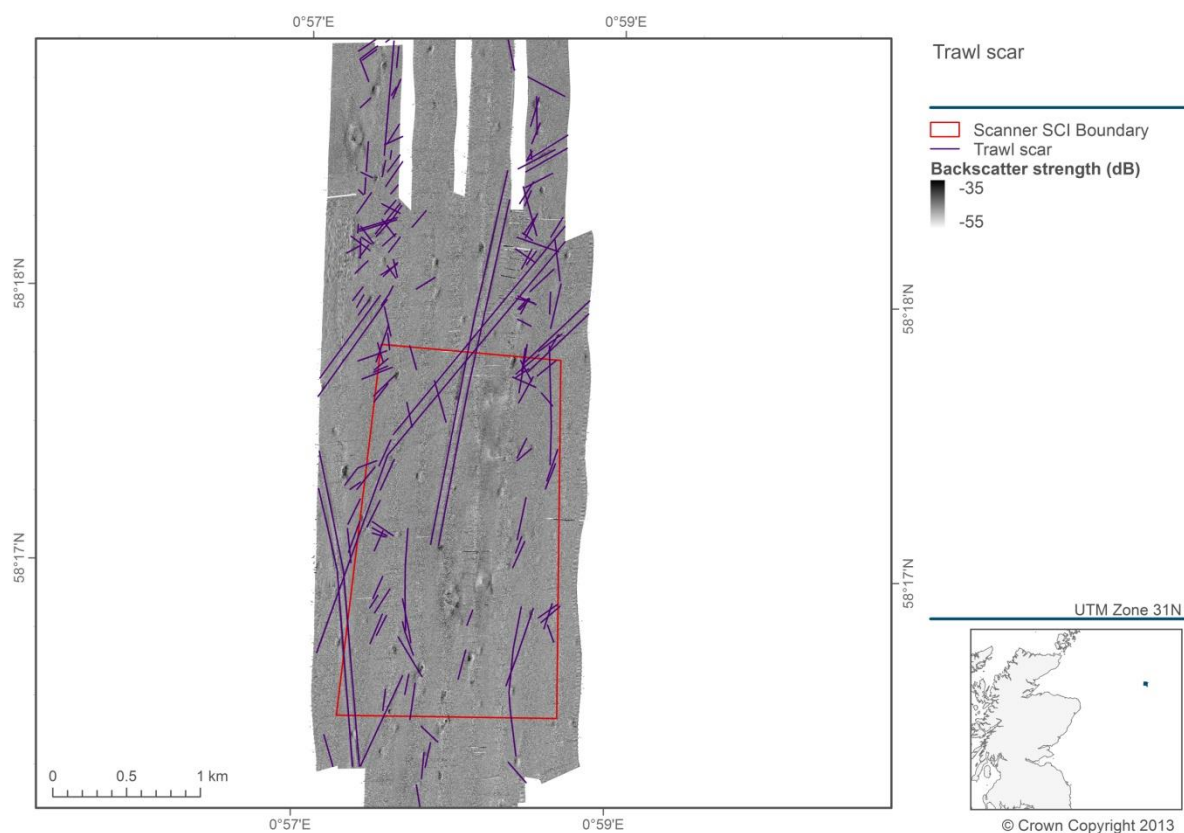 0°57'E
0°59'E
Trawl scar
Scanner SCI Boundary
Trawl scar
Backscatter strength (dB)
-35
-55
58°18'N
58°18'N
58°17'N
58°17'N
0
0.5
1 km
UTM Zone 31N
0°57'E
0°59'E
© Crown Copyright 2013